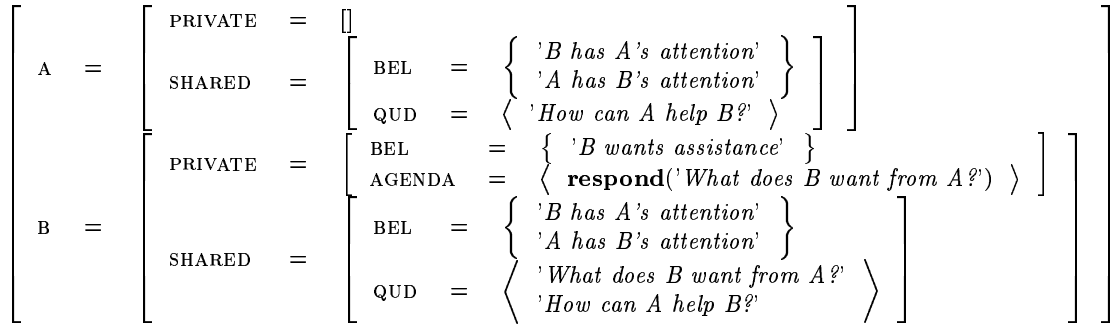 PRIVATE = []
A = SHARED = BEL = { 'B has A's attention' 'A has B's attention' }
QUD = ⟨ 'How can A help B?' ⟩
B = PRIVATE = BEL = { 'B wants assistance' }
AGENDA = ⟨ respond('What does B want from A?') ⟩
SHARED = BEL = { 'B has A's attention' 'A has B's attention' }
QUD = ⟨ 'What does B want from A?' 'How can A help B?' ⟩